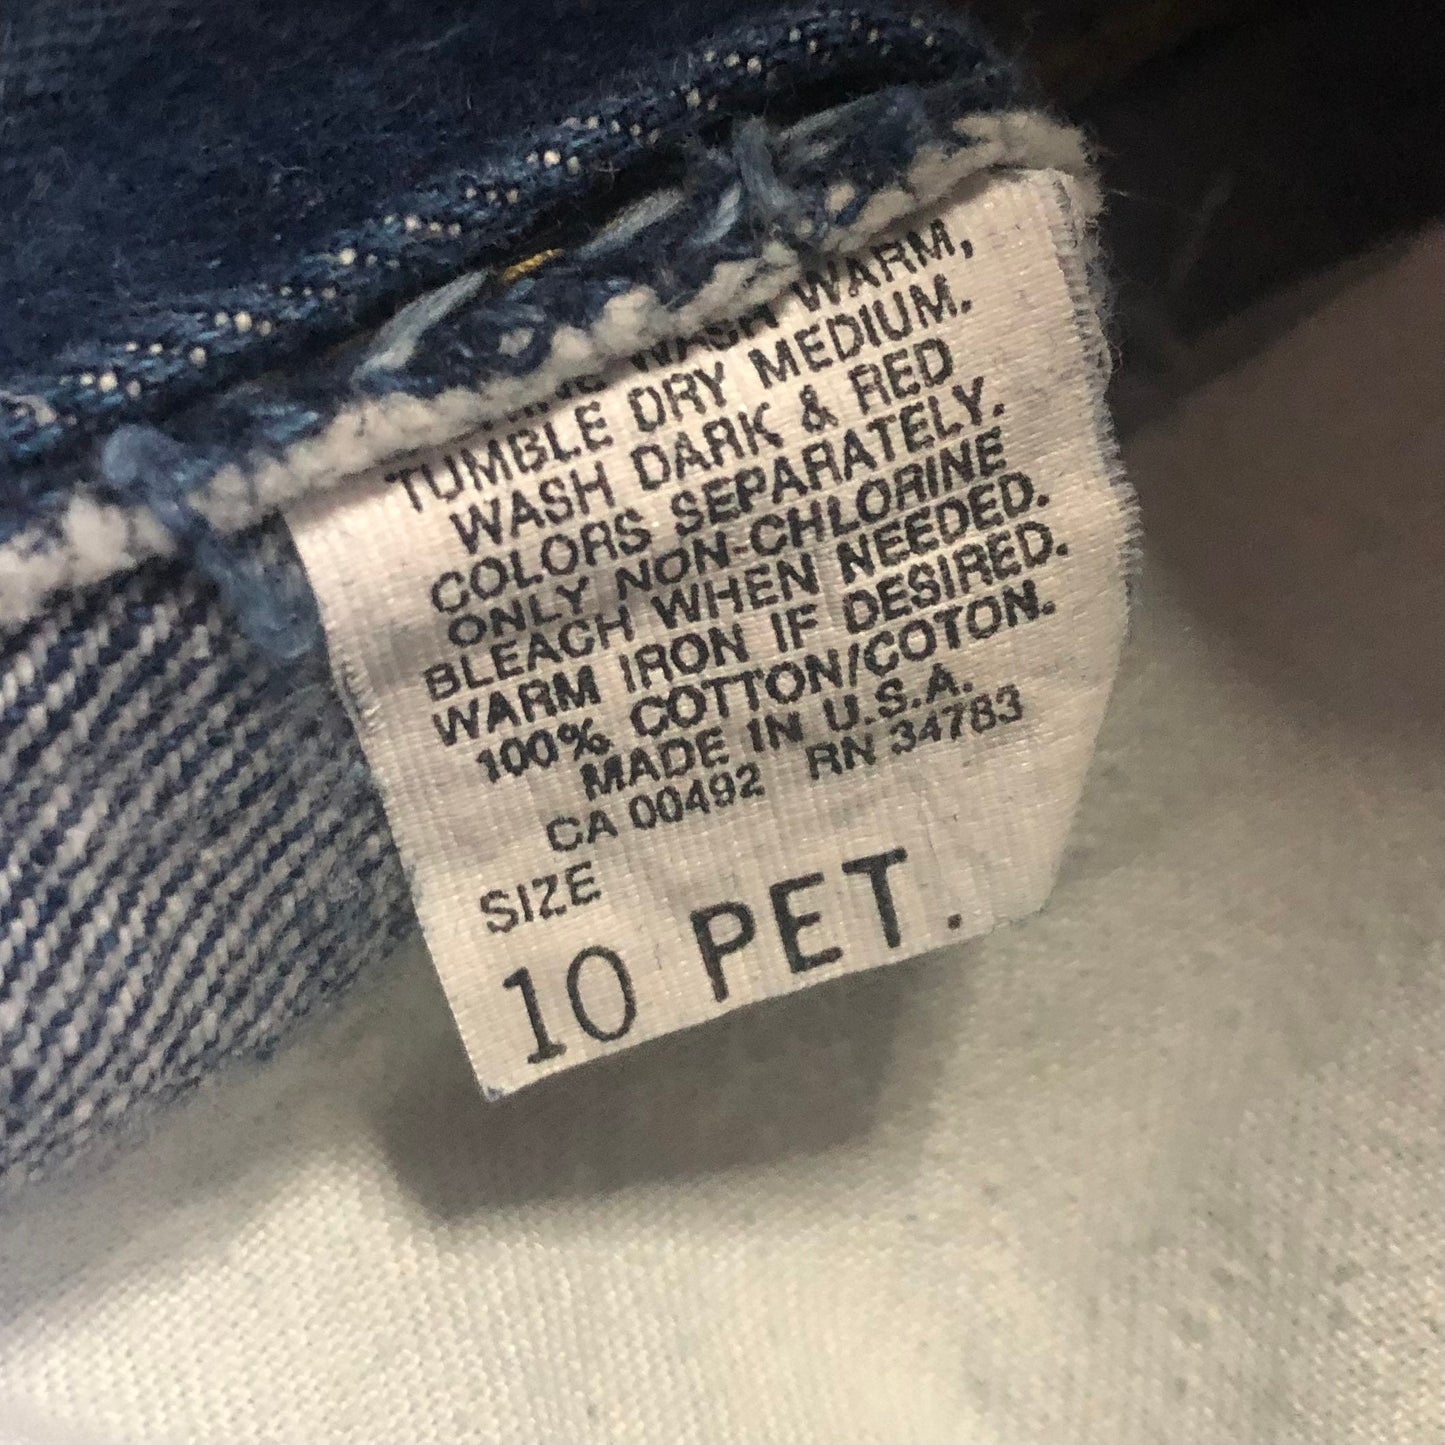 WASH WARM,
TUMBLE DRY MEDIUM.
WASH DARK & RED
COLORS SEPARATELY.
ONLY NON-CHLORINE
BLEACH WHEN NEEDED.
WARM IRON IF DESIRED.
100% COTTON/COTON.
MADE IN U.S.A.
CA 00492 RN 34783
SIZE
10 PET.